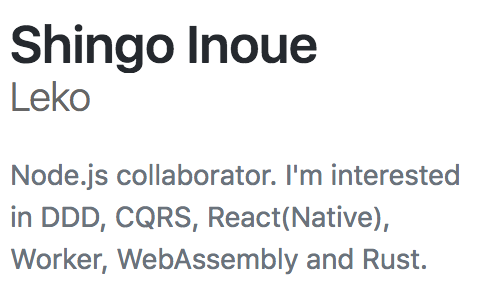 Shingo Inoue
Leko
Node.js collaborator. I'm interested
in DDD, CQRS, React(Native),
Worker, WebAssembly and Rust.